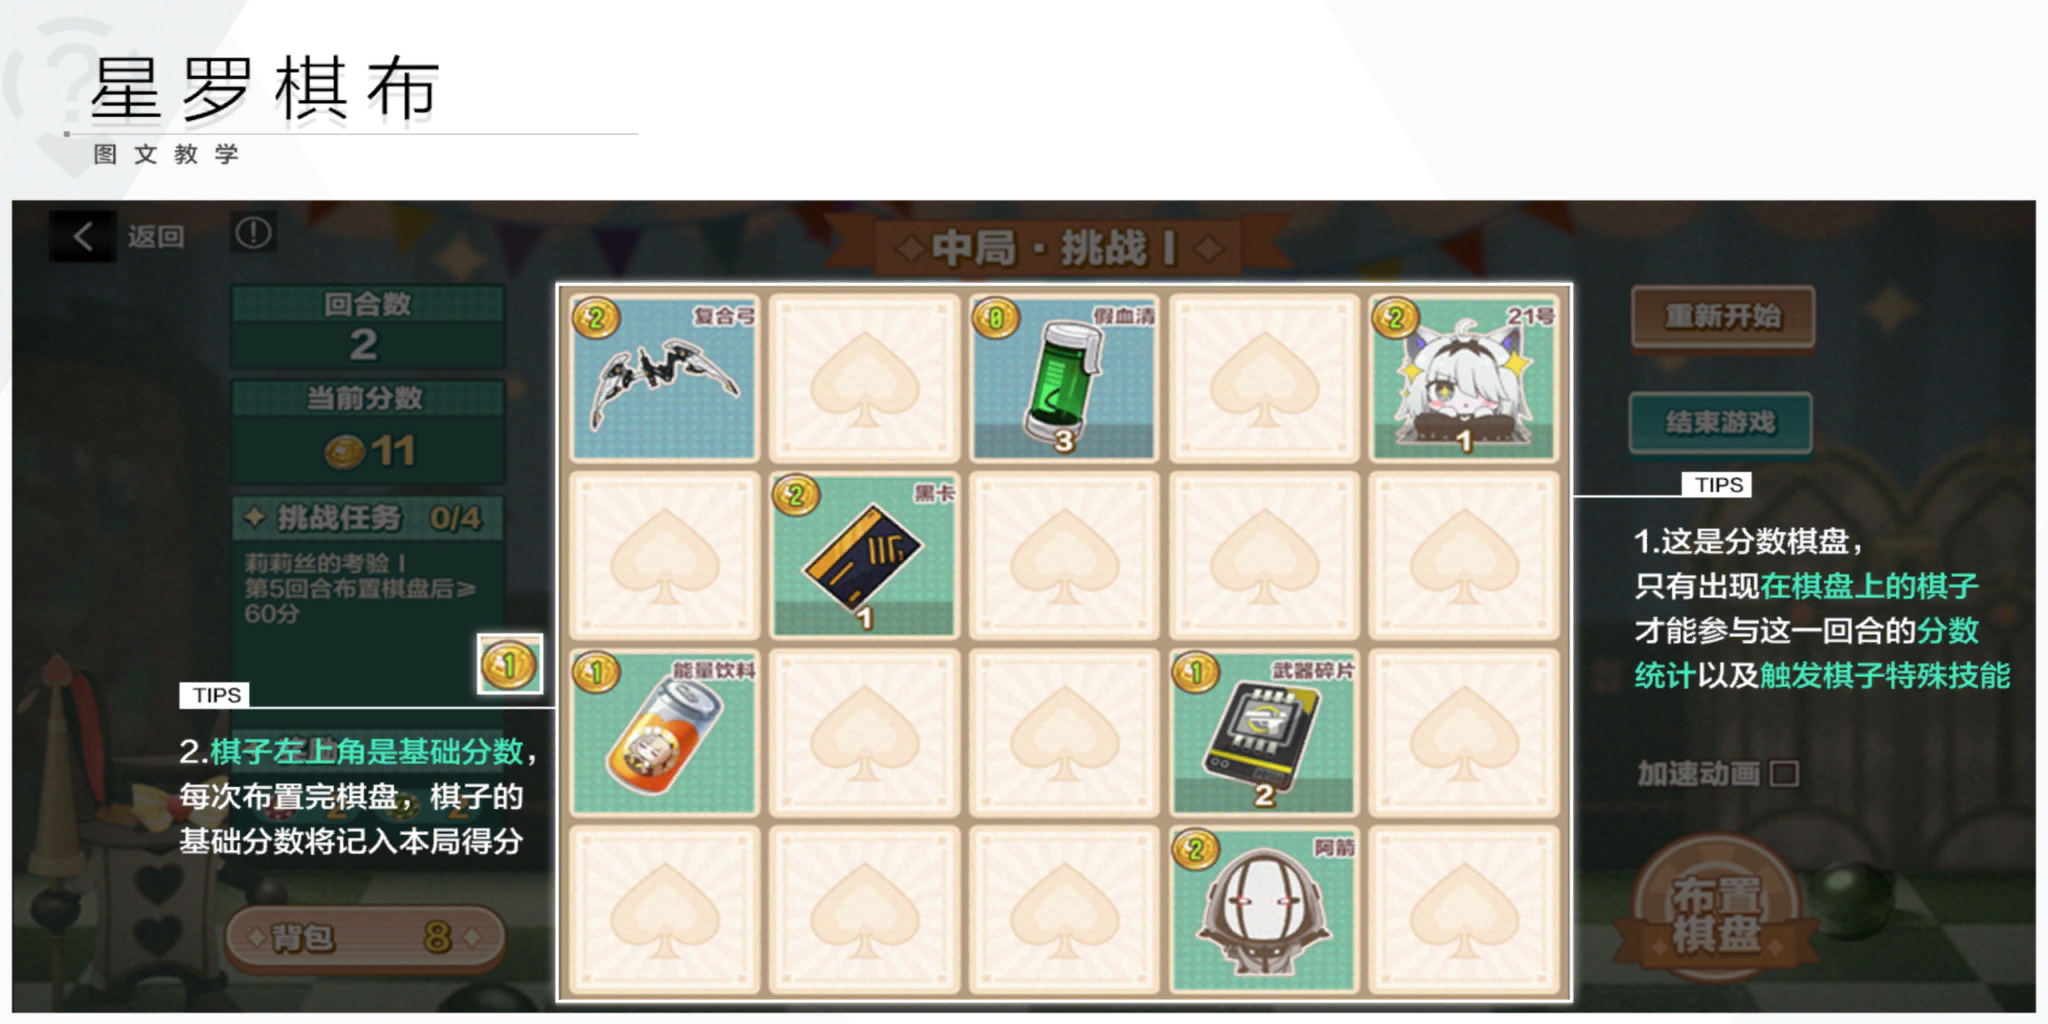 星罗棋布
图文教学
返回
中局·挑战 I
回合数
2
当前分数
11
挑战任务 0/4
莉莉丝的考验 I
第5回合布置棋盘后≥
60分
1
TIPS
2.棋子左上角是基础分数，
每次布置完棋盘，棋子的
基础分数将记入本局得分
背包 8
2 复合弓
0 假血清
3
2 21号
1
2 黑卡
1
1 能量饮料
1 武器碎片
2
2 阿箭
重新开始
结束游戏
TIPS
1.这是分数棋盘，
只有出现在棋盘上的棋子
才能参与这一回合的分数
统计以及触发棋子特殊技能
加速动画
布置
棋盘